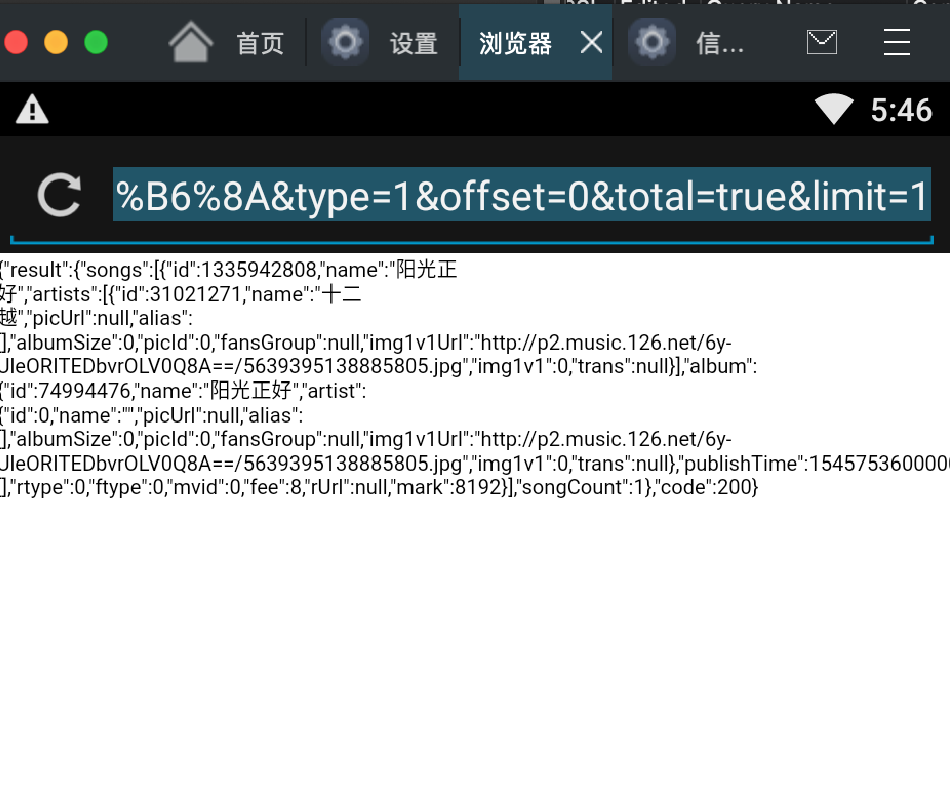 首页
设置
浏览器
信...
5:46
%B6%8A&type=1&offset=0&total=true&limit=1
{"result":{"songs":[{"id":1335942808,"name":"阳光正
好","artists":[{"id":31021271,"name":"十二
越","picUrl":null,"alias":
[],"albumSize":0,"picId":0,"fansGroup":null,"img1v1Url":"http://p2.music.126.net/6y-
UleORITEDbvrOLV0Q8A==/5639395138885805.jpg","img1v1":0,"trans":null}],"album":
{"id":74994476,"name":"阳光正好","artist":
{"id":0,"name":"","picUrl":null,"alias":
[],"albumSize":0,"picId":0,"fansGroup":null,"img1v1Url":"http://p2.music.126.net/6y-
UleORITEDbvrOLV0Q8A==/5639395138885805.jpg","img1v1":0,"trans":null},"publishTime":1545753600000
],"rtype":0,"ftype":0,"mvid":0,"fee":8,"rUrl":null,"mark":8192}],"songCount":1},"code":200}